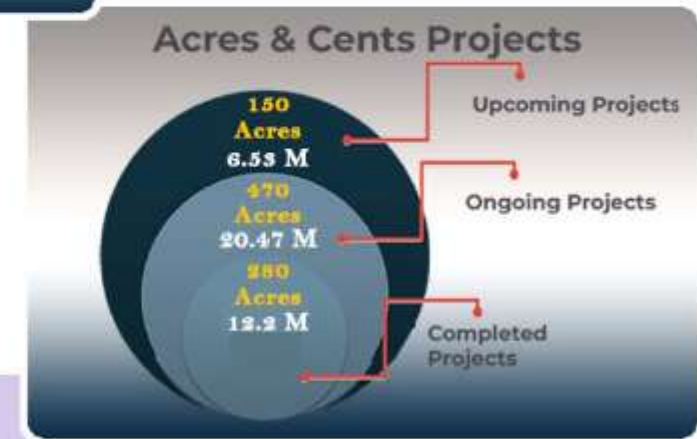 Acres & Cents Projects
150
Acres
6.53 M
Upcoming Projects
470
Acres
20.47 M
Ongoing Projects
280
Acres
12.2 M
Completed
Projects